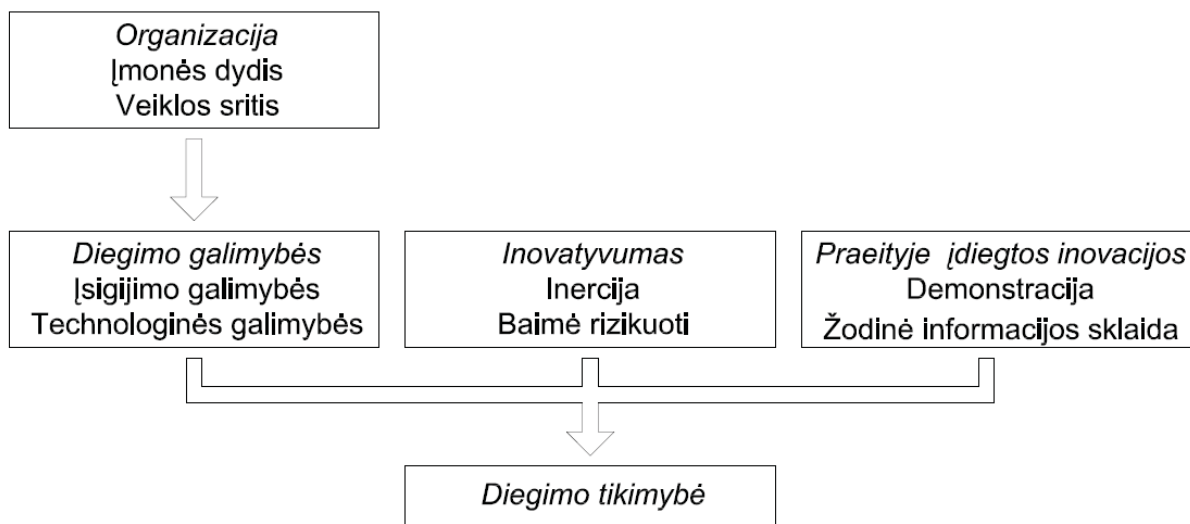 Organizacija
Įmonės dydis
Veiklos sritis
Diegimo galimybės
Įsigijimo galimybės
Technologinės galimybės
Inovatyvumas
Inercija
Baimė rizikuoti
Praeityje įdiegtos inovacijos
Demonstracija
Žodinė informacijos sklaida
Diegimo tikimybė